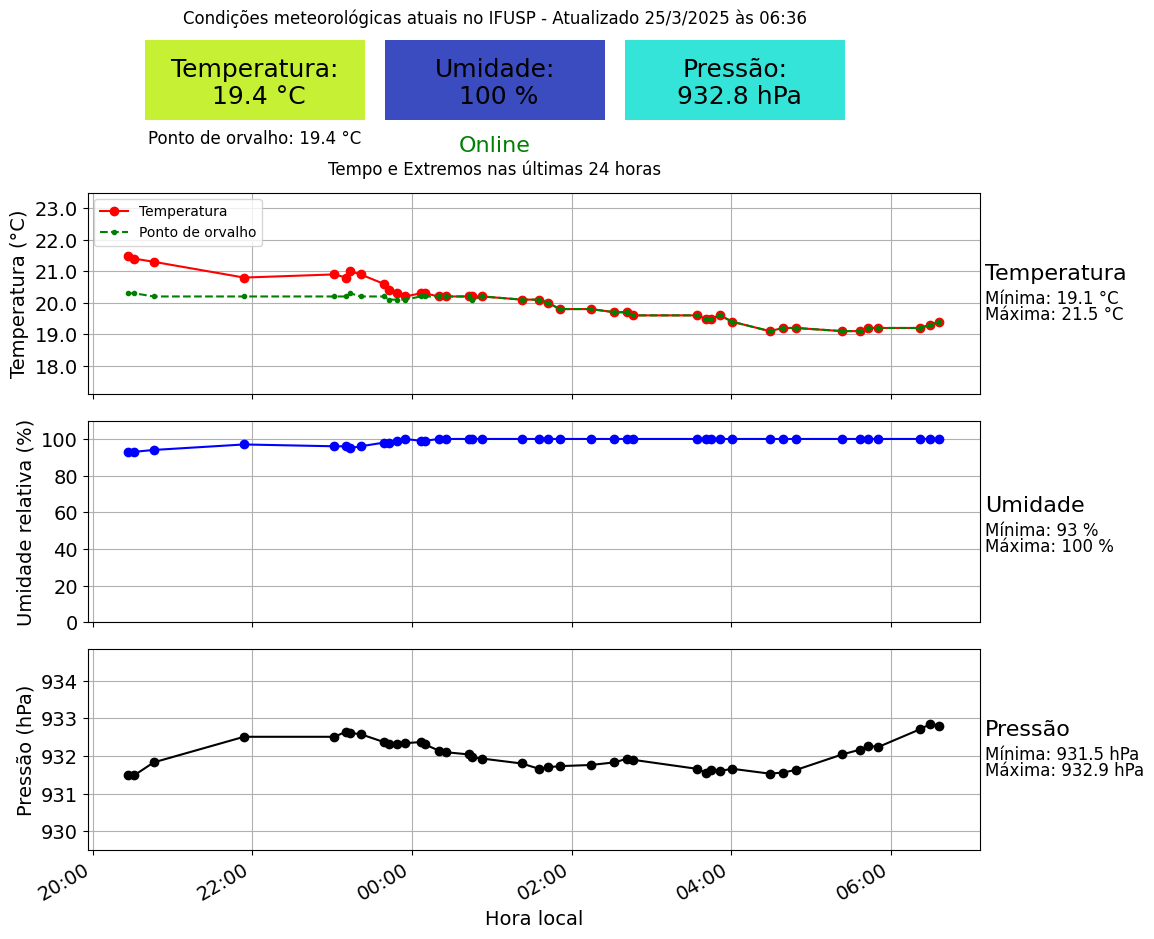 Condições meteorológicas atuais no IFUSP - Atualizado 25/3/2025 às 06:36
Temperatura:
19.4 °C
Umidade:
100 %
Pressão:
932.8 hPa
Ponto de orvalho: 19.4 °C
Online
Tempo e Extremos nas últimas 24 horas
Temperatura (°C)
23.0
22.0
21.0
20.0
19.0
18.0
Temperatura
Ponto de orvalho
Temperatura
Mínima: 19.1 °C
Máxima: 21.5 °C
Umidade relativa (%)
100
80
60
40
20
0
Umidade
Mínima: 93 %
Máxima: 100 %
Pressão (hPa)
934
933
932
931
930
Pressão
Mínima: 931.5 hPa
Máxima: 932.9 hPa
20:00
22:00
00:00
02:00
04:00
06:00
Hora local